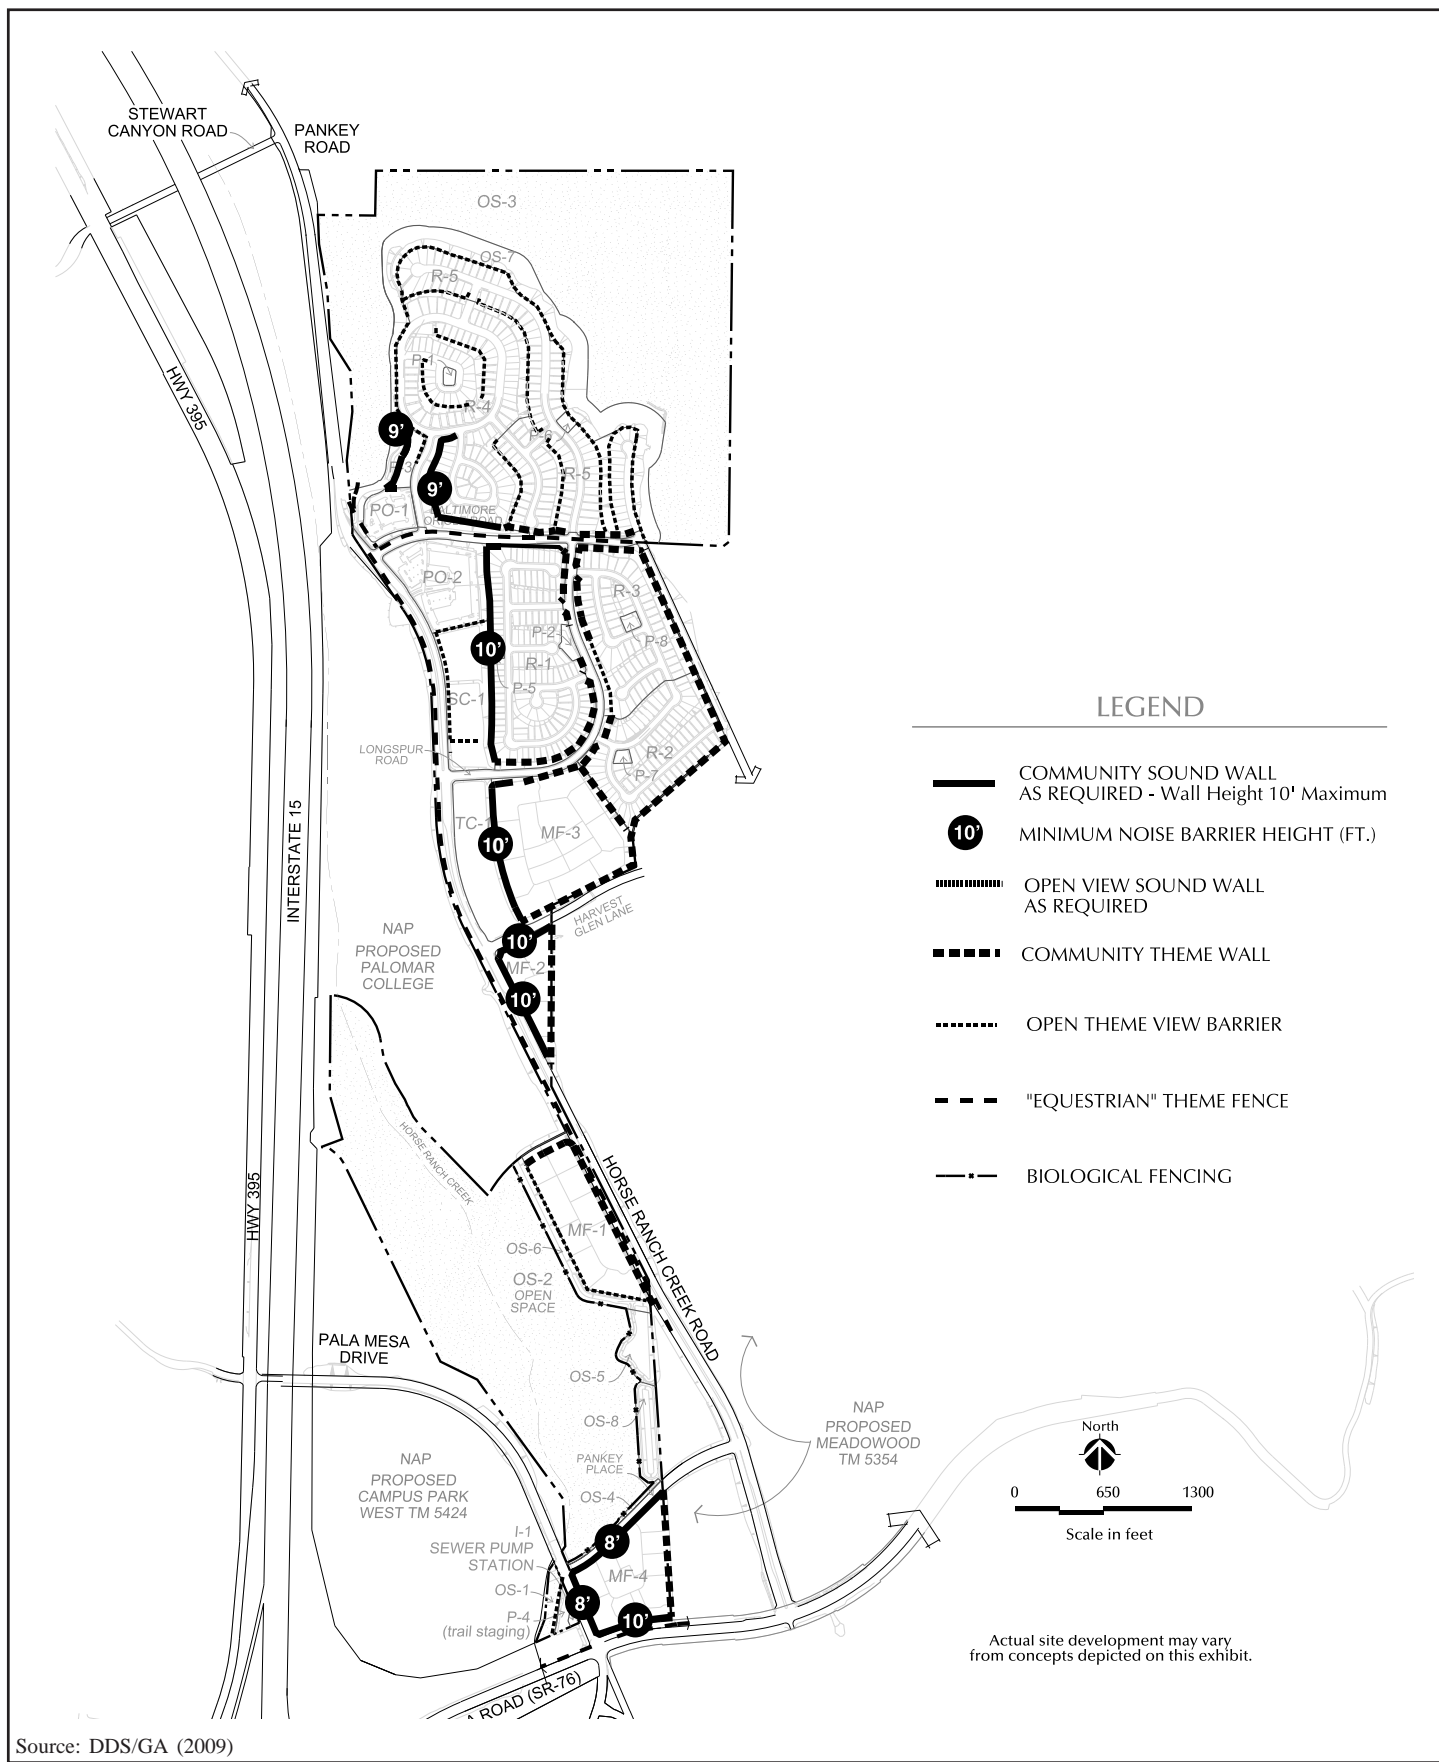 STEWART
CANYON ROAD
PANKEY
ROAD
OS-3
OS-7
R-5
P-1
R-4
HWY 395
9'
P-6
R-5
9'
PO-1
PO-2
R-3
P-2
P-8
10'
R-1
P-5
SC-1
R-2
P-7
LONGSPUR
ROAD
TC-1
MF-3
10'
INTERSTATE 15
HARVEST
GLEN LANE
NAP
PROPOSED
PALOMAR
COLLEGE
10'
MF-2
10'
HORSE RANCH CREEK
HORSE RANCH CREEK ROAD
HWY 395
MF-1
OS-6
OS-2
OPEN
SPACE
PALA MESA
DRIVE
OS-5
OS-8
NAP
PROPOSED
MEADOWOOD
TM 5354
NAP
PROPOSED
CAMPUS PARK
WEST TM 5424
PANKEY
PLACE
OS-4
I-1
SEWER PUMP
STATION
8'
MF-4
OS-1
8'
P-4
(trail staging)
10'
ROAD (SR-76)
LEGEND
COMMUNITY SOUND WALL
AS REQUIRED - Wall Height 10' Maximum
10' MINIMUM NOISE BARRIER HEIGHT (FT.)
OPEN VIEW SOUND WALL
AS REQUIRED
COMMUNITY THEME WALL
OPEN THEME VIEW BARRIER
"EQUESTRIAN" THEME FENCE
BIOLOGICAL FENCING
North
0 650 1300
Scale in feet
Actual site development may vary
from concepts depicted on this exhibit.
Source: DDS/GA (2009)